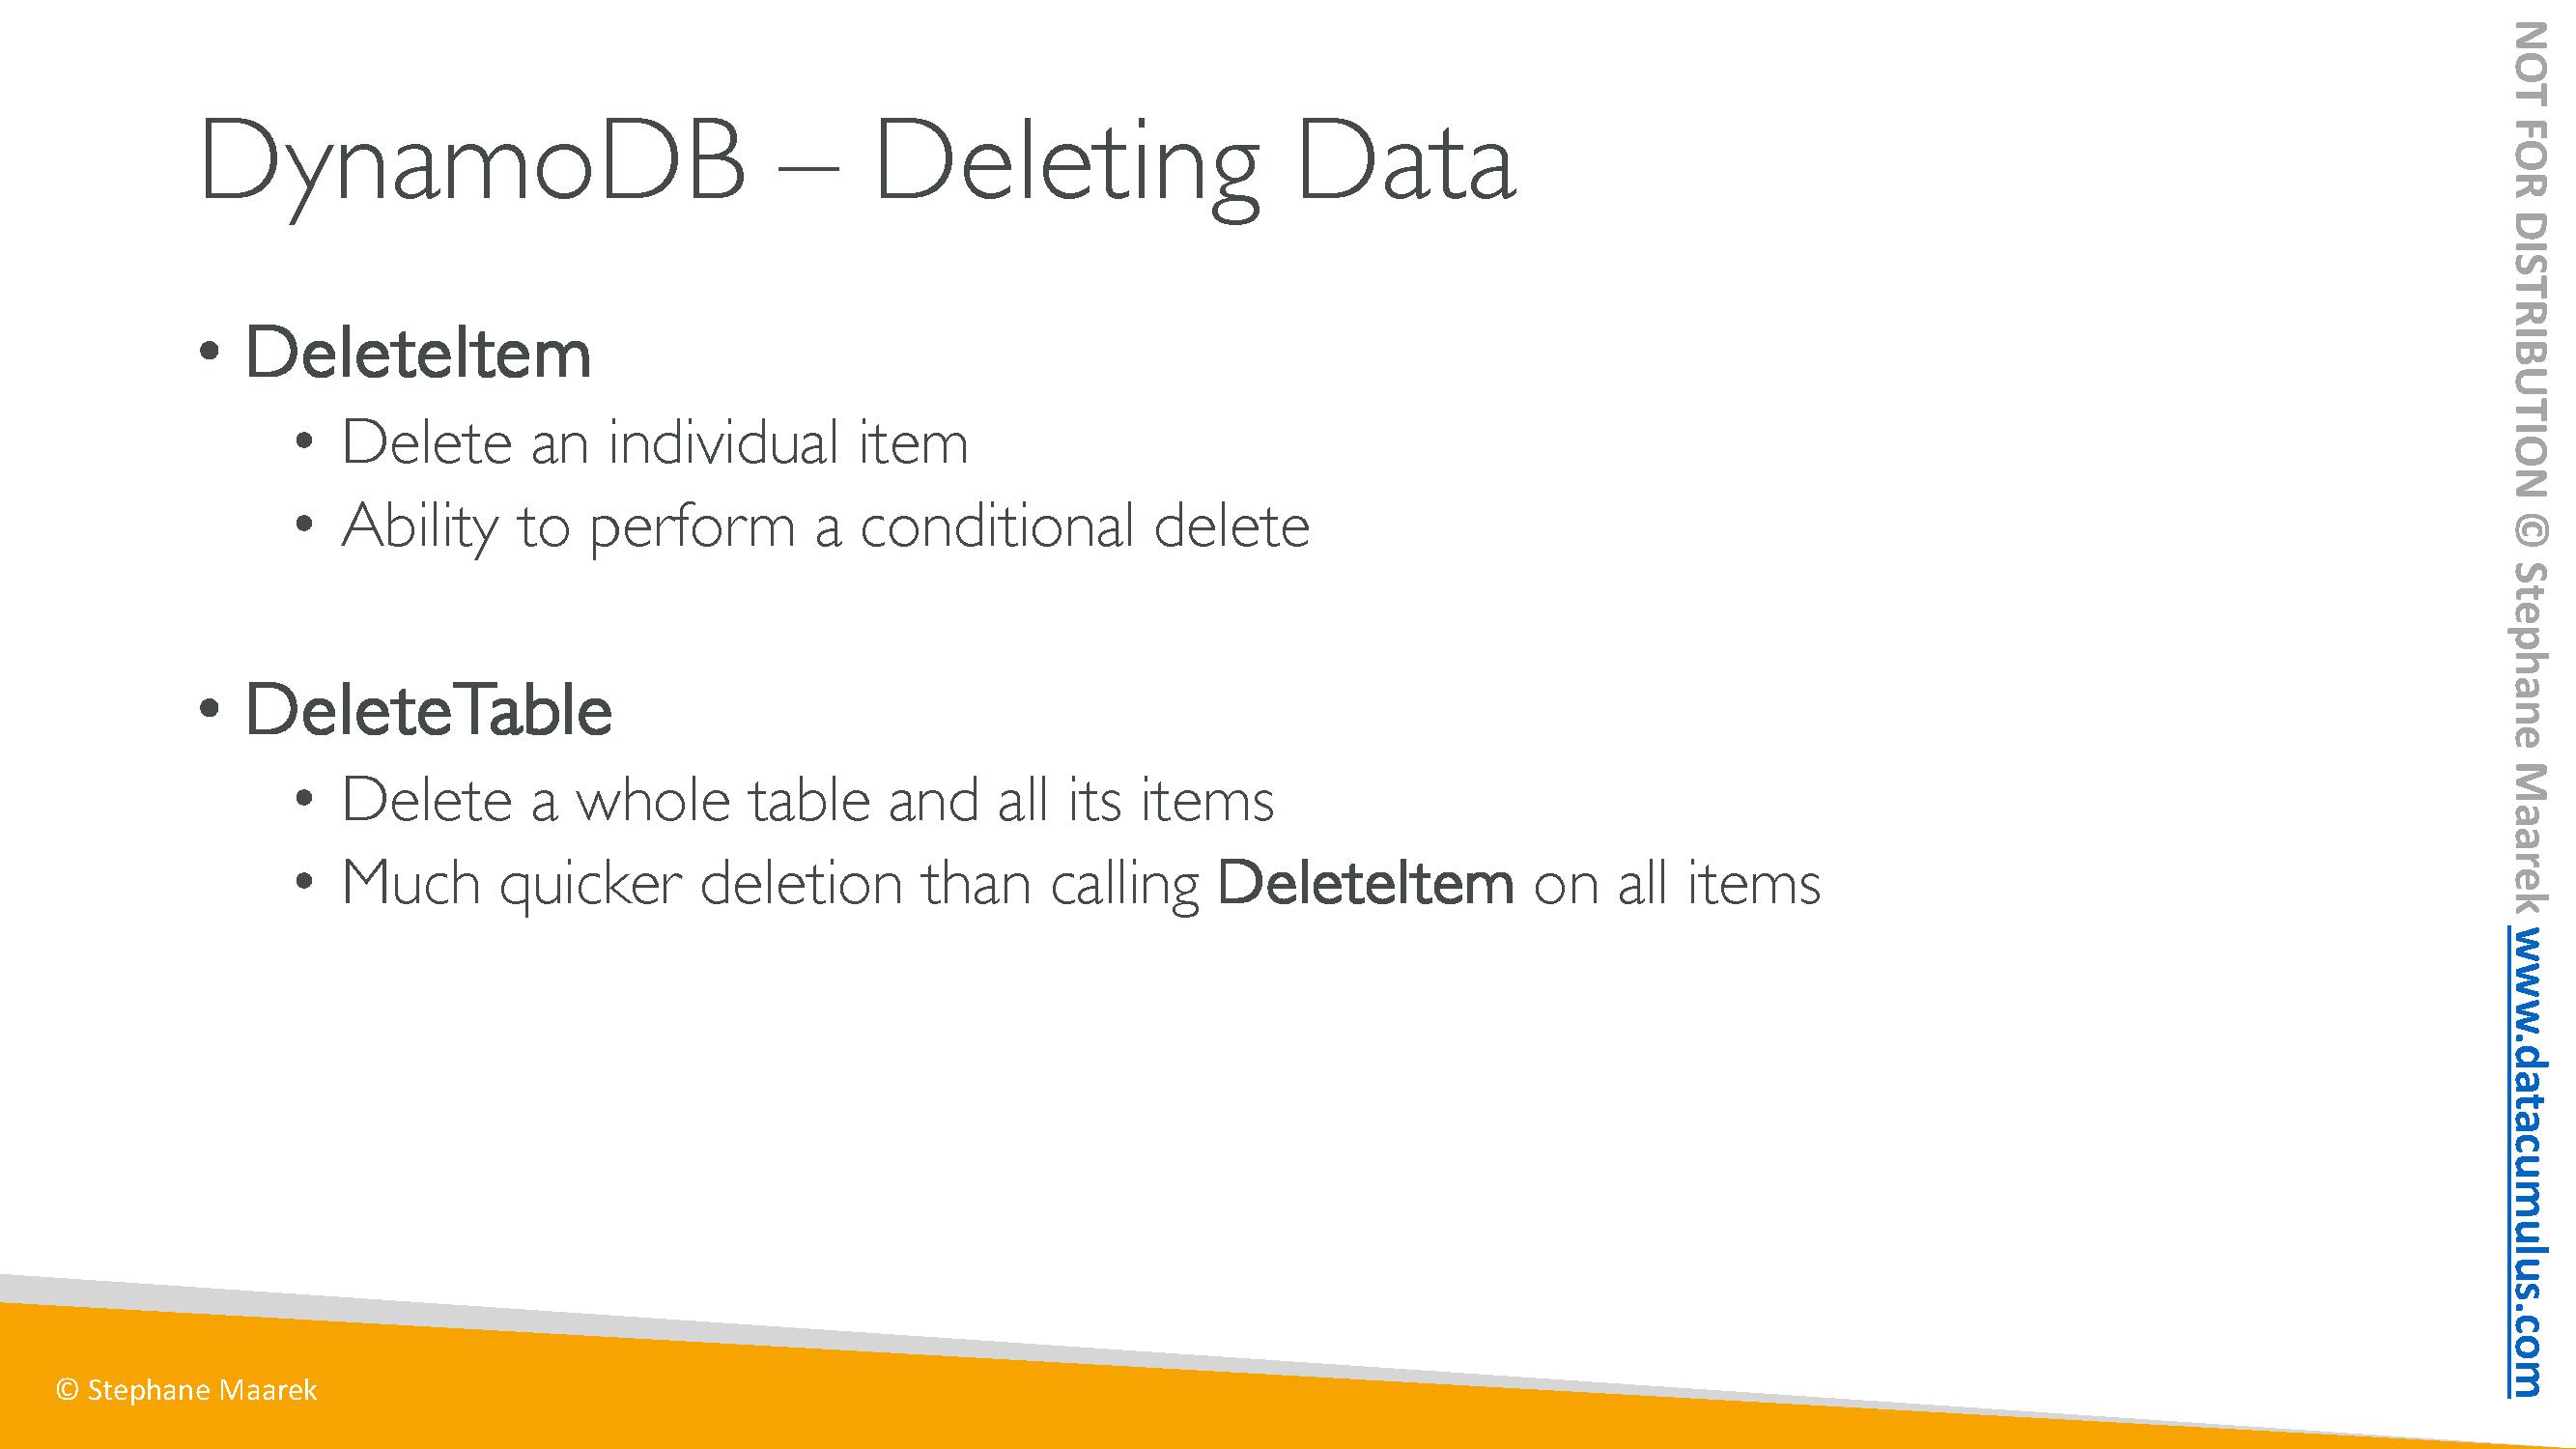 DynamoDB – Deleting Data
• DeleteItem
• Delete an individual item
• Ability to perform a conditional delete
• DeleteTable
• Delete a whole table and all its items
• Much quicker deletion than calling DeleteItem on all items
© Stephane Maarek
NOT FOR DISTRIBUTION © Stephane Maarek www.datacumulus.com